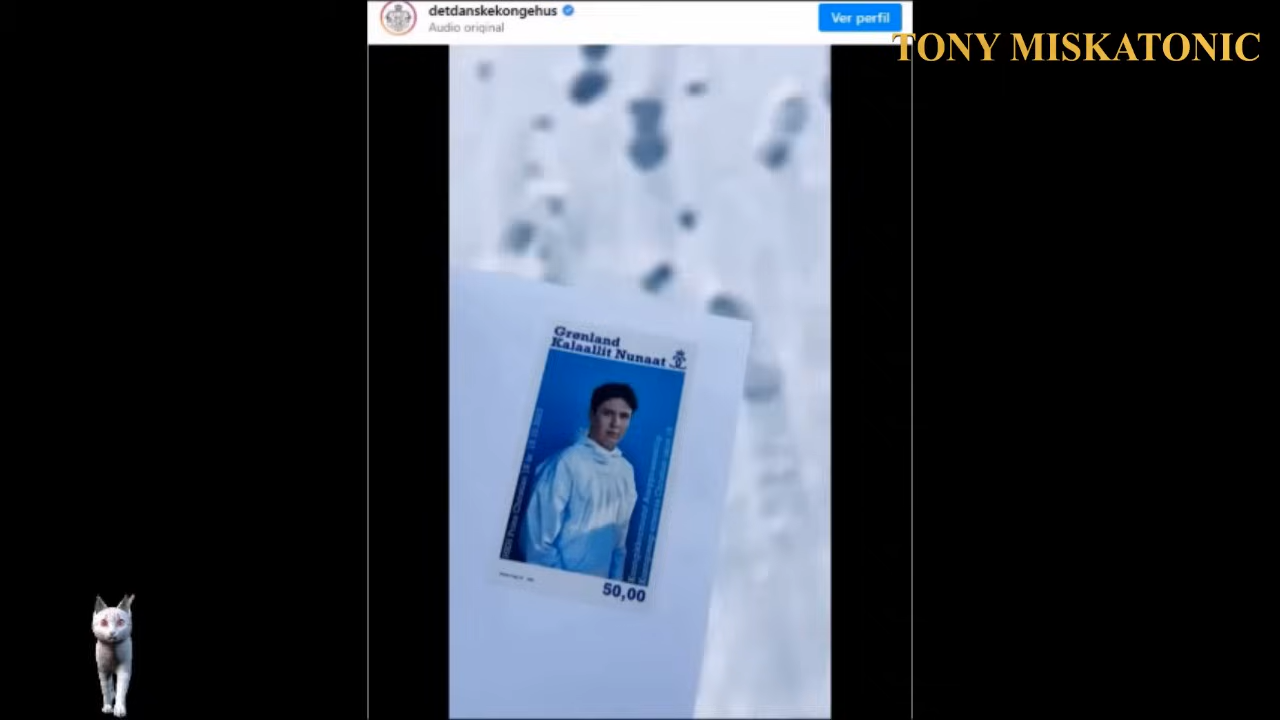 detdanskekongehus
Audio original
Ver perfil
TONY MISKATONIC
Grønland
Kalaallit Nunaat
50,00